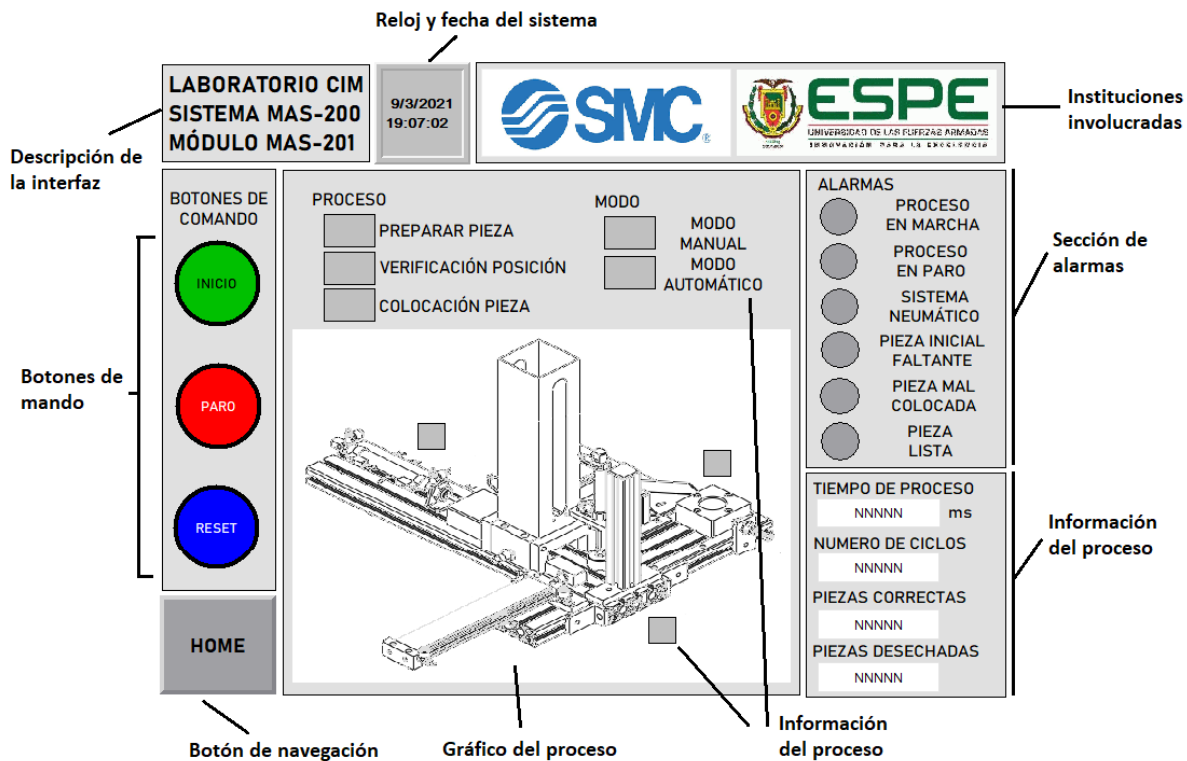 Reloj y fecha del sistema
LABORATORIO CIM
SISTEMA MAS-200
MÓDULO MAS-201
9/3/2021
19:07:02
SMC
ESPE
UNIVERSIDAD DE LAS FUERZAS ARMADAS
INNOVACIÓN PARA LA EXCELENCIA
Instituciones
involucradas
Descripción de
la interfaz
BOTONES DE
COMANDO
INICIO
PARO
RESET
Botones de
mando
HOME
Botón de navegación
PROCESO
PREPARAR PIEZA
VERIFICACIÓN POSICIÓN
COLOCACIÓN PIEZA
MODO
MODO
MANUAL
MODO
AUTOMÁTICO
Gráfico del proceso
Información
del proceso
ALARMAS
PROCESO
EN MARCHA
PROCESO
EN PARO
SISTEMA
NEUMÁTICO
PIEZA INICIAL
FALTANTE
PIEZA MAL
COLOCADA
PIEZA
LISTA
Sección de
alarmas
TIEMPO DE PROCESO
NNNNN ms
NUMERO DE CICLOS
NNNNN
PIEZAS CORRECTAS
NNNNN
PIEZAS DESECHADAS
NNNNN
Información
del proceso